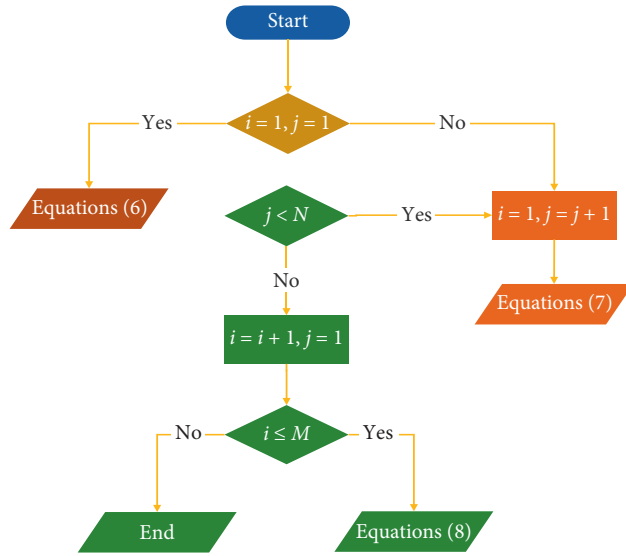 Start
i = 1, j = 1
Yes
No
Equations (6)
j < N
Yes
i = 1, j = j + 1
No
Equations (7)
i = i + 1, j = 1
i ≤ M
No
Yes
End
Equations (8)